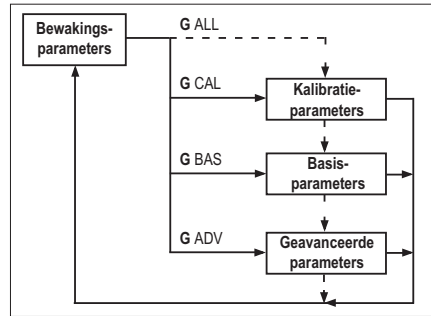 Bewakings-
parameters
G ALL
G CAL
Kalibratie-
parameters
G BAS
Basis-
parameters
G ADV
Geavanceerde
parameters